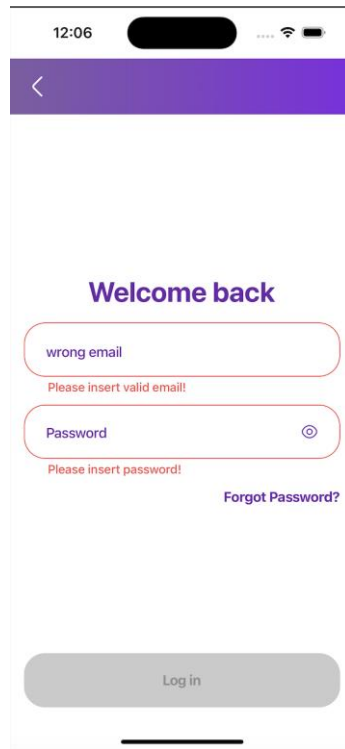 12:06
Welcome back
wrong email
Please insert valid email!
Password
Please insert password!
Forgot Password?
Log in